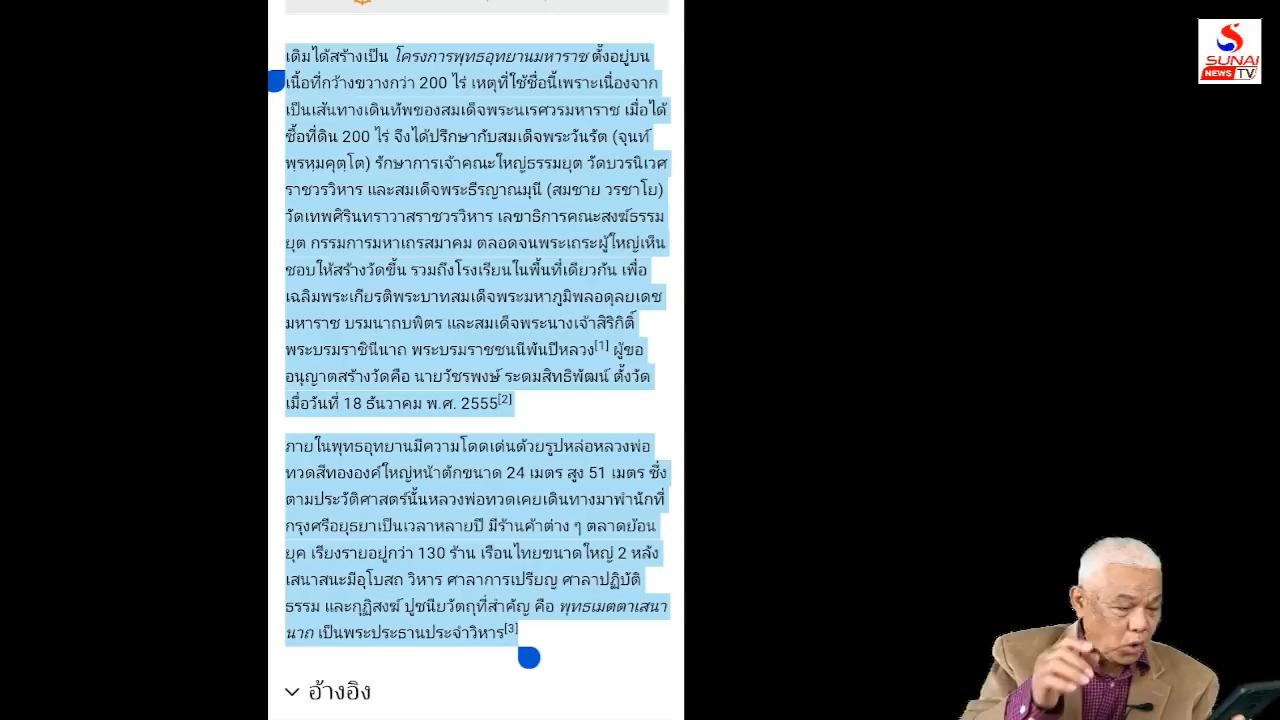 เดิมได้สร้างเป็น โครงการพุทธอุทยานมหาราช ตั้งอยู่บน
เนื้อที่กว้างขวางกว่า 200 ไร่ เหตุที่ใช้ชื่อนี้เพราะเนื่องจาก
เป็นเส้นทางเดินทัพของสมเด็จพระนเรศวรมหาราช เมื่อได้
ซื้อที่ดิน 200 ไร่ จึงได้ปรึกษากับสมเด็จพระวันรัต (จุนท์
พฺรหฺมคุตฺโต) รักษาการเจ้าคณะใหญ่ธรรมยุต วัดบวรนิเวศ
ราชวรวิหาร และสมเด็จพระธีรญาณมุนี (สมชาย วรชาโย)
วัดเทพศิรินทราวาสราชวรวิหาร เลขาธิการคณะสงฆ์ธรรม
ยุต กรรมการมหาเถรสมาคม ตลอดจนพระเถระผู้ใหญ่เห็น
ชอบให้สร้างวัดขึ้น รวมถึงโรงเรียนในพื้นที่เดียวกัน เพื่อ
เฉลิมพระเกียรติพระบาทสมเด็จพระมหาภูมิพลอดุลยเดช
มหาราช บรมนาถบพิตร และสมเด็จพระนางเจ้าสิริกิติ์
พระบรมราชินีนาถ พระบรมราชชนนีพันปีหลวง[1] ผู้ขอ
อนุญาตสร้างวัดคือ นายวัชรพงษ์ ระดมสิทธิพัฒน์ ตั้งวัด
เมื่อวันที่ 18 ธันวาคม พ.ศ. 2555[2]
ภายในพุทธอุทยานมีความโดดเด่นด้วยรูปหล่อหลวงพ่อ
ทวดสีทององค์ใหญ่หน้าตักขนาด 24 เมตร สูง 51 เมตร ซึ่ง
ตามประวัติศาสตร์นั้นหลวงพ่อทวดเคยเดินทางมาพำนักที่
กรุงศรีอยุธยาเป็นเวลาหลายปี มีร้านค้าต่าง ๆ ตลาดย้อน
ยุค เรียงรายอยู่กว่า 130 ร้าน เรือนไทยขนาดใหญ่ 2 หลัง
เสนาสนะมีอุโบสถ วิหาร ศาลาการเปรียญ ศาลาปฏิบัติ
ธรรม และกุฏิสงฆ์ ปูชนียวัตถุที่สำคัญ คือ พุทธเมตตาเสนา
นาถ เป็นพระประธานประจำวิหาร[3]
อ้างอิง
SUNAI
NEWS TV